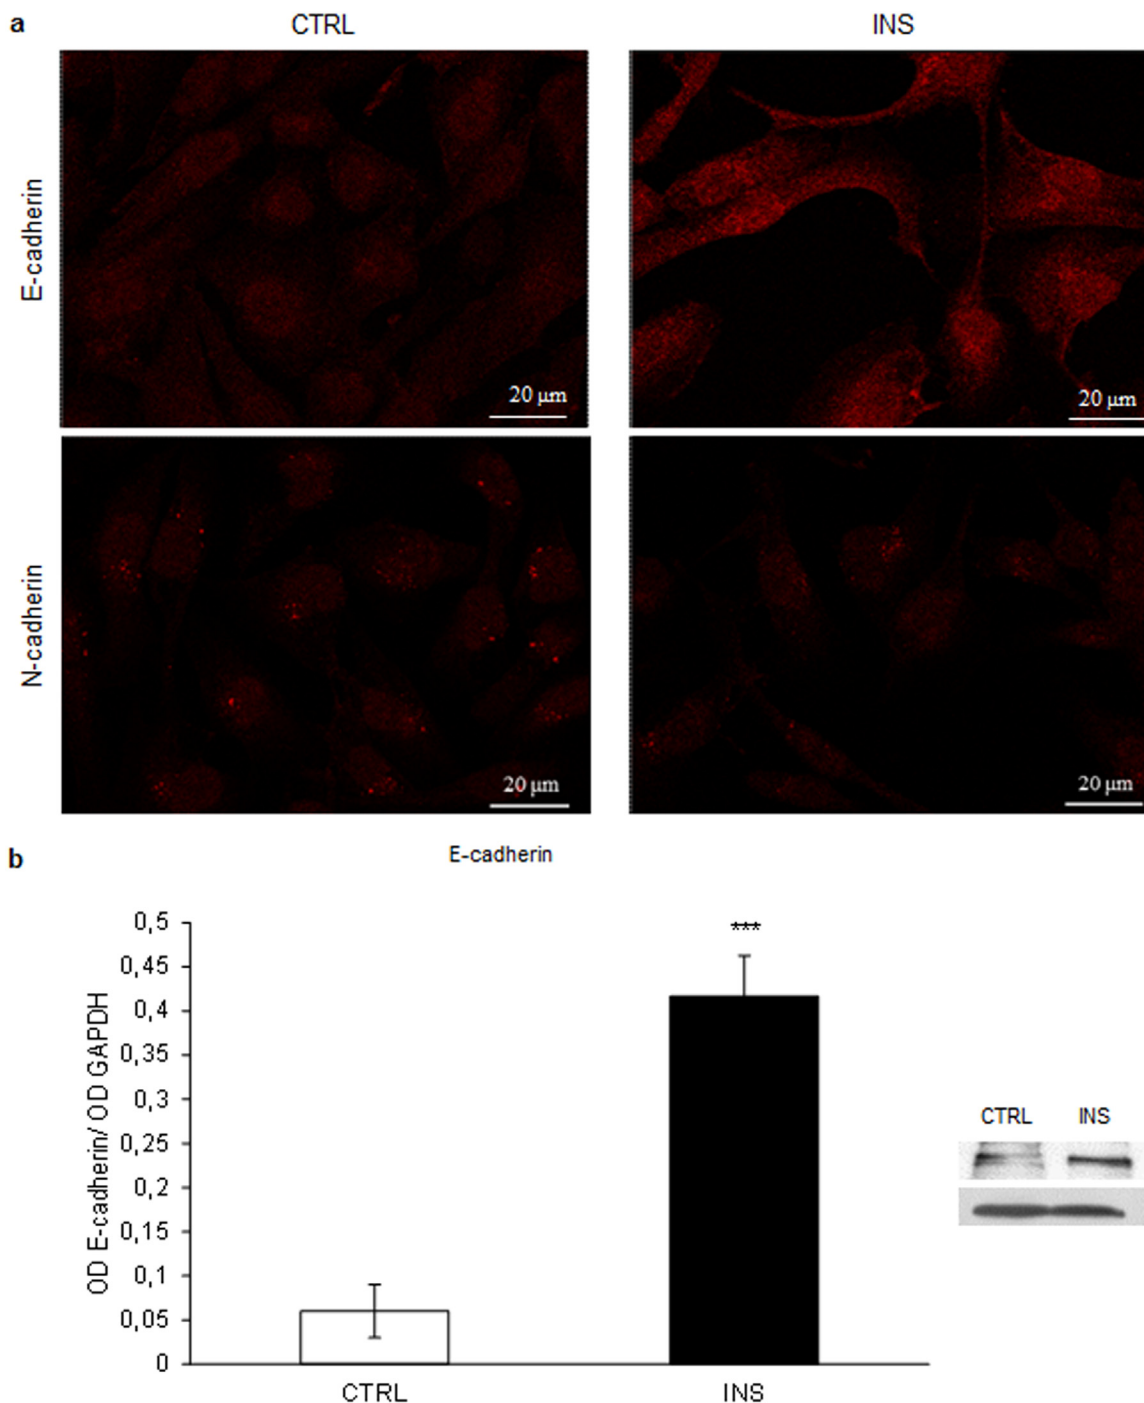 a
CTRL
INS
E-cadherin
20 µm
20 µm
N-cadherin
20 µm
20 µm
b
E-cadherin
OD E-cadherin/ OD GAPDH
0,5
0,45
0,4
0,35
0,3
0,25
0,2
0,15
0,1
0,05
0
***
CTRL
INS
CTRL
INS